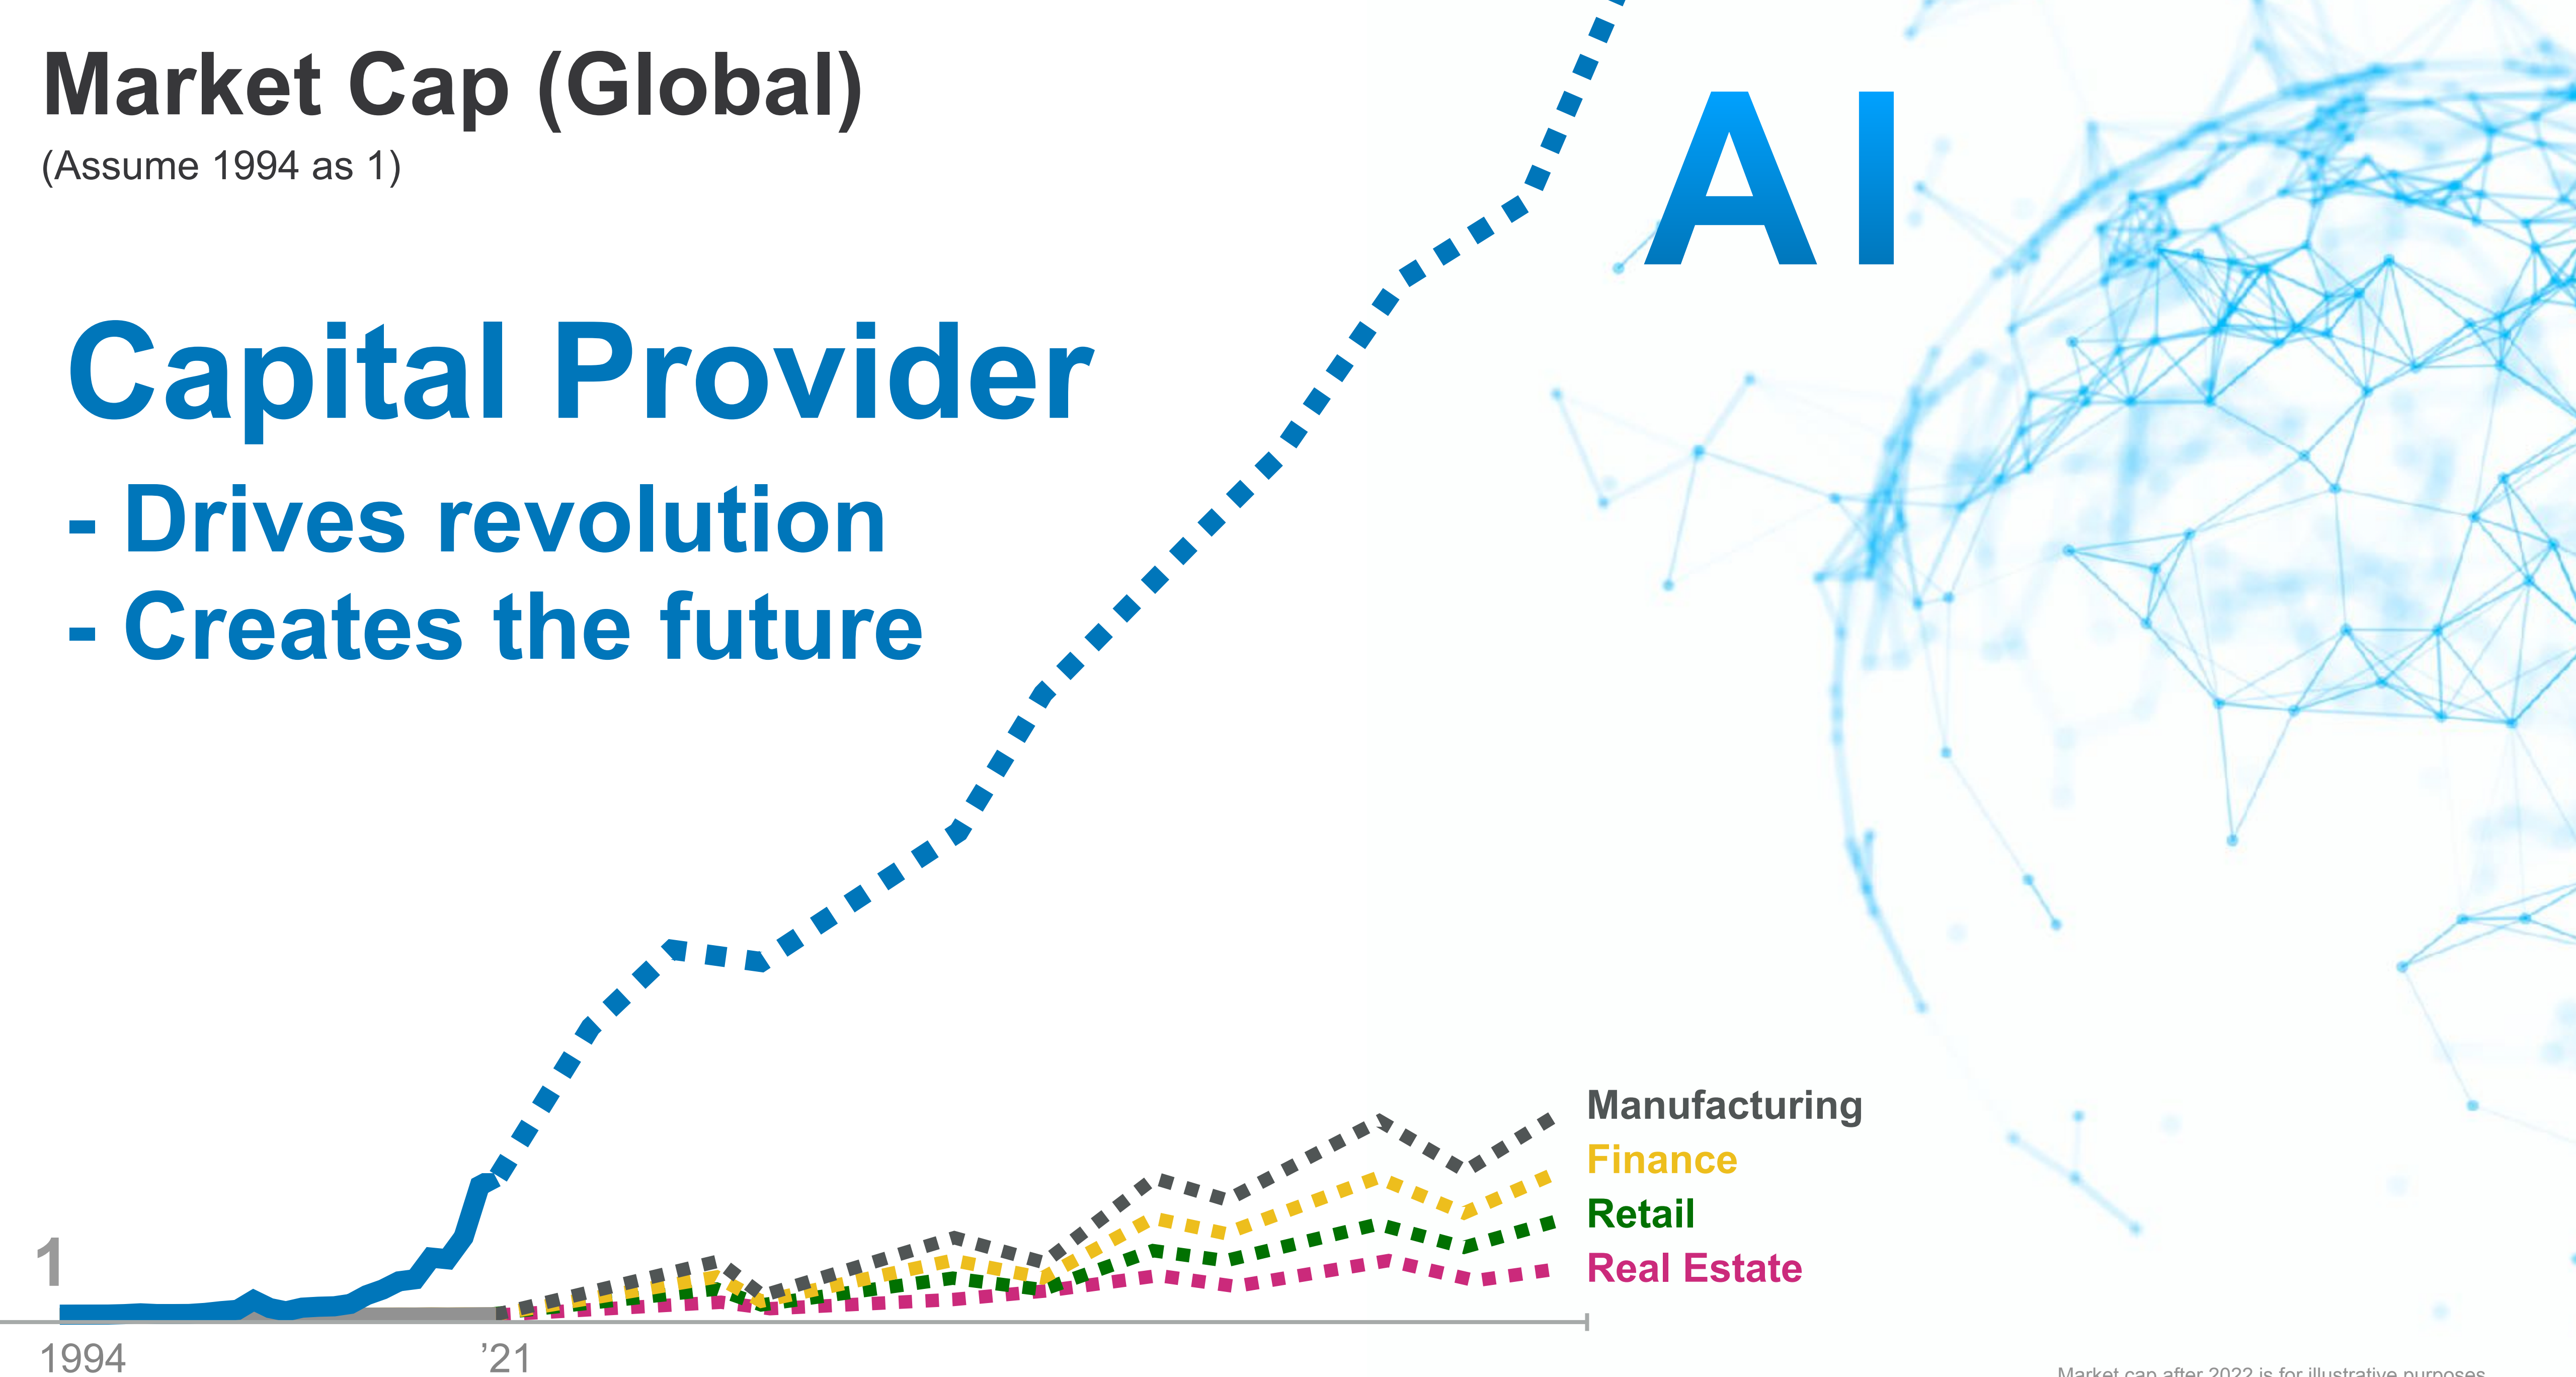 Market Cap (Global)
(Assume 1994 as 1)
AI
Capital Provider
- Drives revolution
- Creates the future
Manufacturing
Finance
Retail
Real Estate
1
1994
’21
Market cap after 2022 is for illustrative purposes